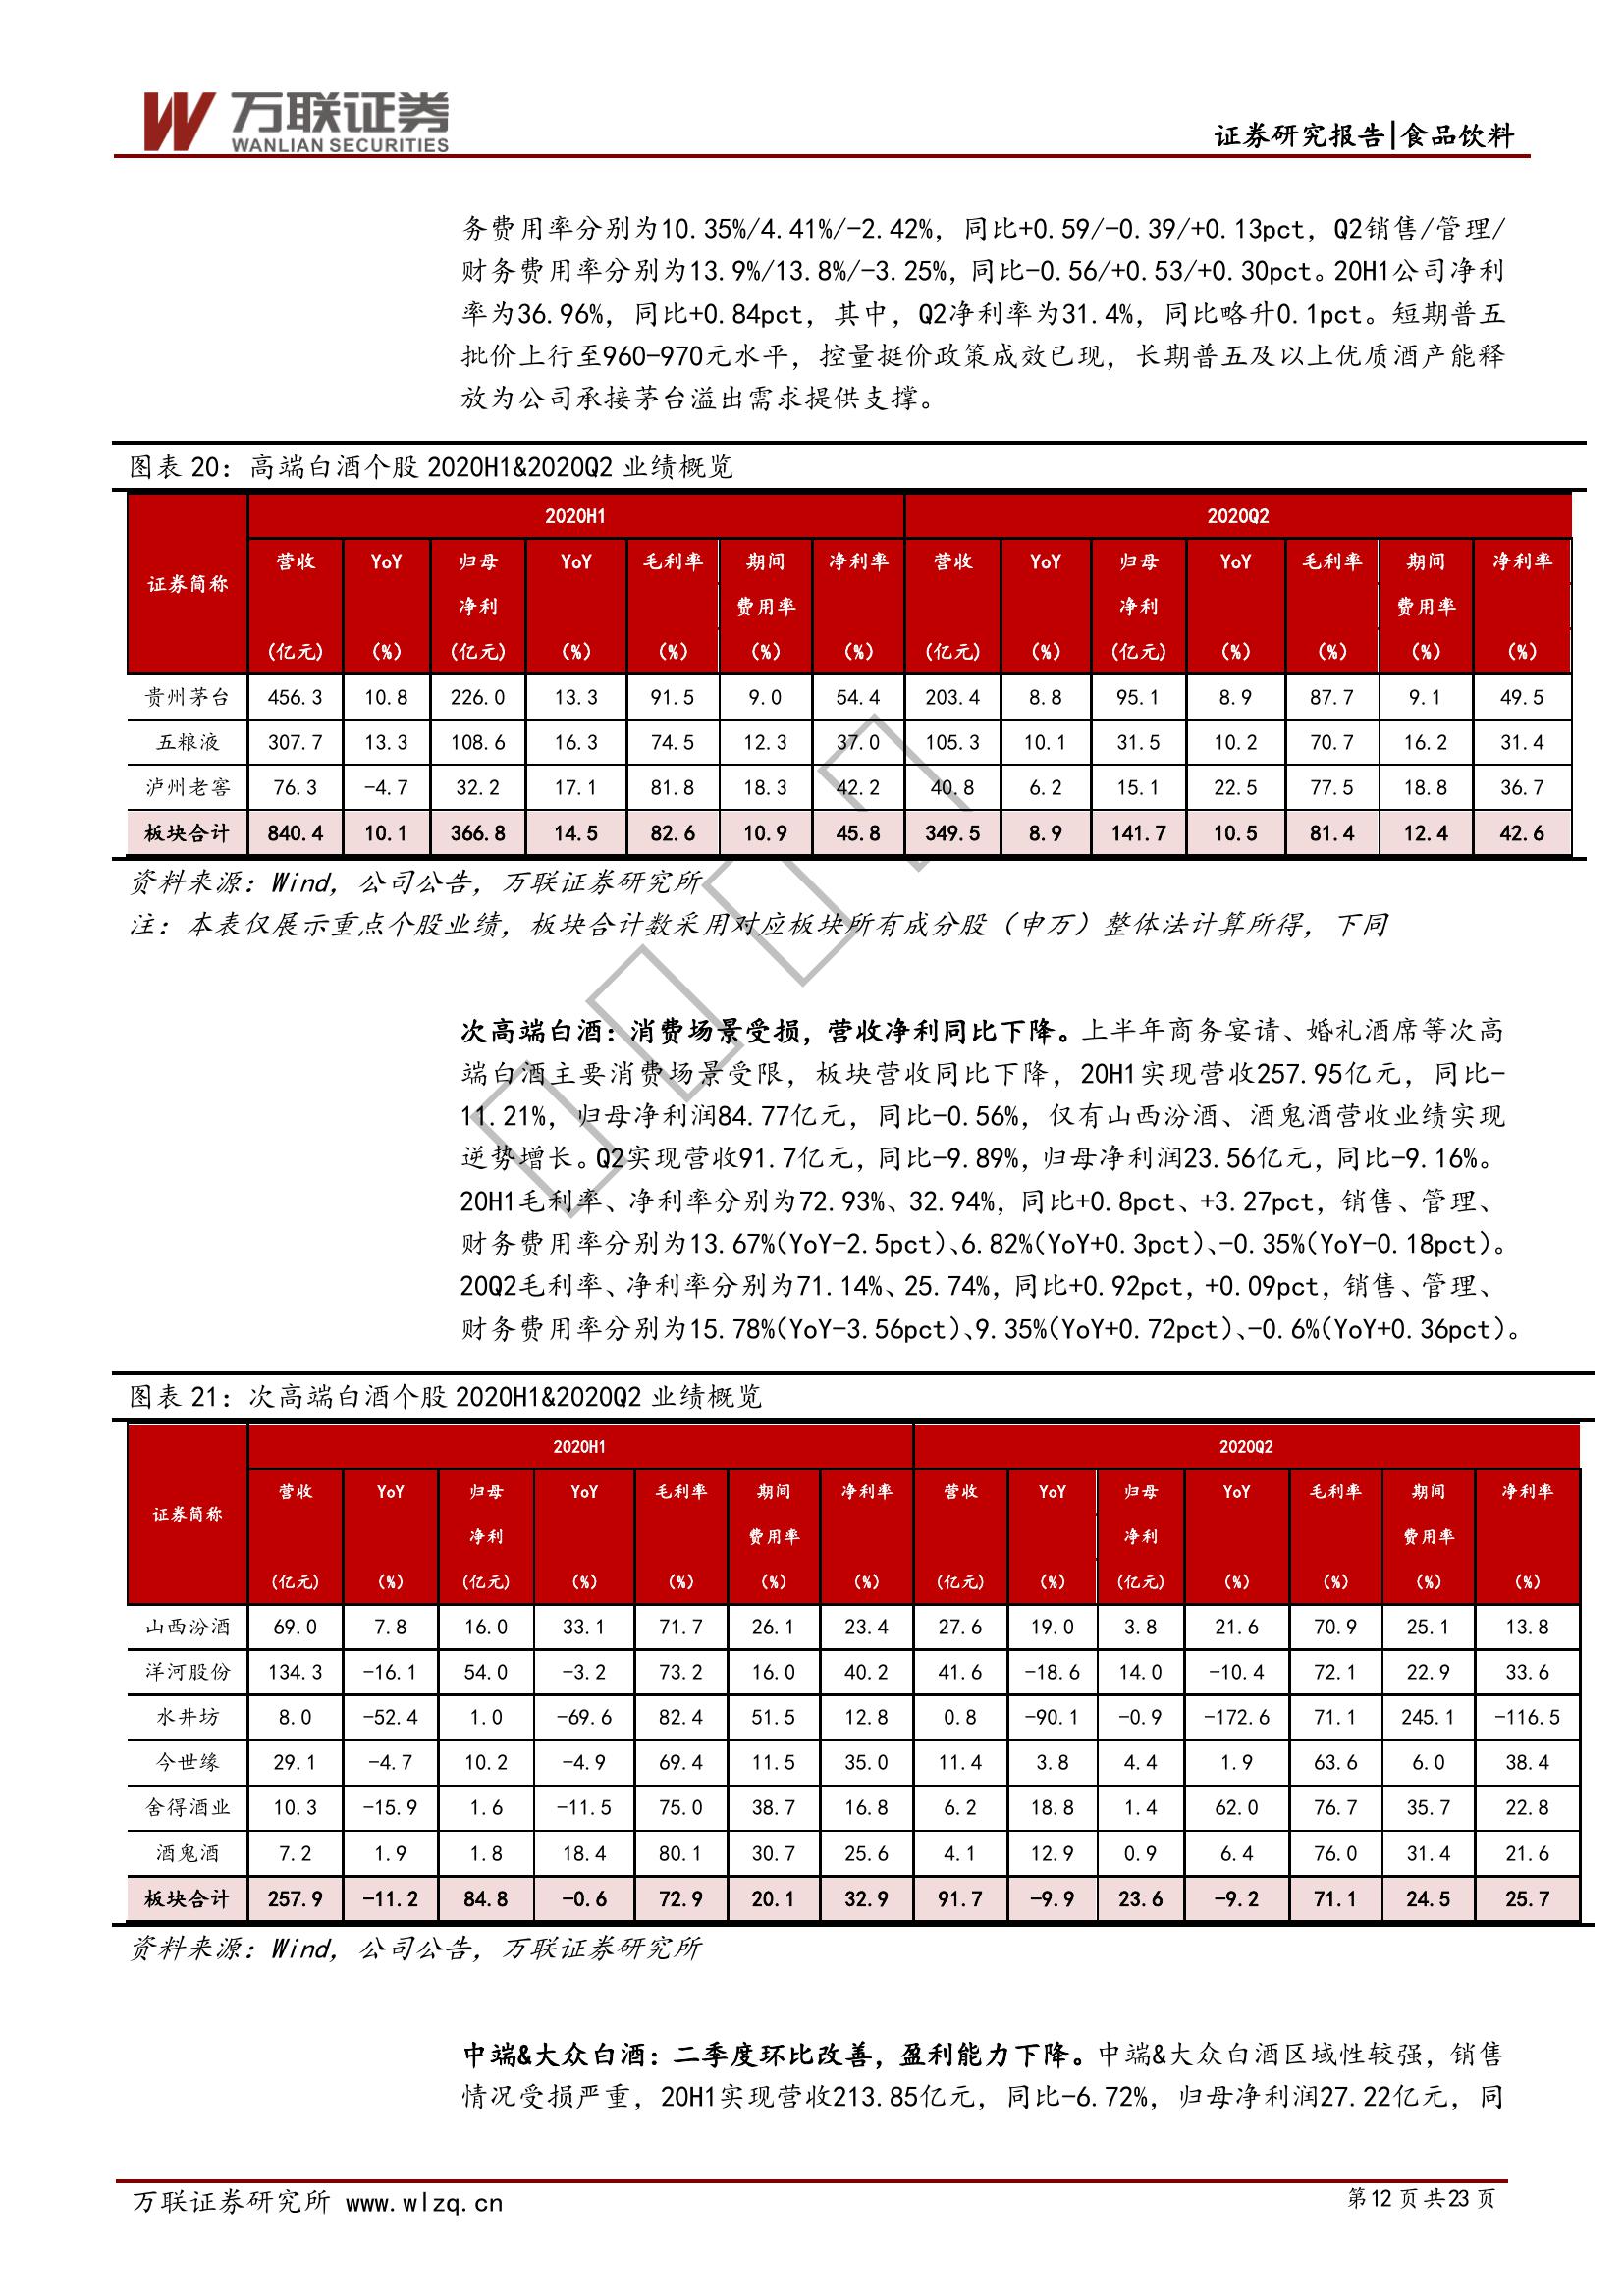 万联证券
WANLIAN SECURITIES
证券研究报告|食品饮料
务费用率分别为10.35%/4.41%/-2.42%，同比+0.59/-0.39/+0.13pct，Q2销售/管理/
财务费用率分别为13.9%/13.8%/-3.25%，同比-0.56/+0.53/+0.30pct。20H1公司净利
率为36.96%，同比+0.84pct，其中，Q2净利率为31.4%，同比略升0.1pct。短期普五
批价上行至960-970元水平，控量挺价政策成效已现，长期普五及以上优质酒产能释
放为公司承接茅台溢出需求提供支撑。
图表 20：高端白酒个股 2020H1&2020Q2 业绩概览
2020H1 2020Q2
证券简称 营收 YoY 归母 YoY 毛利率 期间 净利率 营收 YoY 归母 YoY 毛利率 期间 净利率
净利 费用率 净利 费用率
(亿元) (%) (亿元) (%) (%) (%) (%) (亿元) (%) (亿元) (%) (%) (%) (%)
贵州茅台 456.3 10.8 226.0 13.3 91.5 9.0 54.4 203.4 8.8 95.1 8.9 87.7 9.1 49.5
五粮液 307.7 13.3 108.6 16.3 74.5 12.3 37.0 105.3 10.1 31.5 10.2 70.7 16.2 31.4
泸州老窖 76.3 -4.7 32.2 17.1 81.8 18.3 42.2 40.8 6.2 15.1 22.5 77.5 18.8 36.7
板块合计 840.4 10.1 366.8 14.5 82.6 10.9 45.8 349.5 8.9 141.7 10.5 81.4 12.4 42.6
资料来源：Wind，公司公告，万联证券研究所
注：本表仅展示重点个股业绩，板块合计数采用对应板块所有成分股（申万）整体法计算所得，下同
次高端白酒：消费场景受损，营收净利同比下降。上半年商务宴请、婚礼酒席等次高
端白酒主要消费场景受限，板块营收同比下降，20H1实现营收257.95亿元，同比-
11.21%，归母净利润84.77亿元，同比-0.56%，仅有山西汾酒、酒鬼酒营收业绩实现
逆势增长。Q2实现营收91.7亿元，同比-9.89%，归母净利润23.56亿元，同比-9.16%。
20H1毛利率、净利率分别为72.93%、32.94%，同比+0.8pct、+3.27pct，销售、管理、
财务费用率分别为13.67%(YoY-2.5pct)、6.82%(YoY+0.3pct)、-0.35%(YoY-0.18pct)。
20Q2毛利率、净利率分别为71.14%、25.74%，同比+0.92pct，+0.09pct，销售、管理、
财务费用率分别为15.78%(YoY-3.56pct)、9.35%(YoY+0.72pct)、-0.6%(YoY+0.36pct)。
图表 21：次高端白酒个股 2020H1&2020Q2 业绩概览
2020H1 2020Q2
证券简称 营收 YoY 归母 YoY 毛利率 期间 净利率 营收 YoY 归母 YoY 毛利率 期间 净利率
净利 费用率 净利 费用率
(亿元) (%) (亿元) (%) (%) (%) (%) (亿元) (%) (亿元) (%) (%) (%) (%)
山西汾酒 69.0 7.8 16.0 33.1 71.7 26.1 23.4 27.6 19.0 3.8 21.6 70.9 25.1 13.8
洋河股份 134.3 -16.1 54.0 -3.2 73.2 16.0 40.2 41.6 -18.6 14.0 -10.4 72.1 22.9 33.6
水井坊 8.0 -52.4 1.0 -69.6 82.4 51.5 12.8 0.8 -90.1 -0.9 -172.6 71.1 245.1 -116.5
今世缘 29.1 -4.7 10.2 -4.9 69.4 11.5 35.0 11.4 3.8 4.4 1.9 63.6 6.0 38.4
舍得酒业 10.3 -15.9 1.6 -11.5 75.0 38.7 16.8 6.2 18.8 1.4 62.0 76.7 35.7 22.8
酒鬼酒 7.2 1.9 1.8 18.4 80.1 30.7 25.6 4.1 12.9 0.9 6.4 76.0 31.4 21.6
板块合计 257.9 -11.2 84.8 -0.6 72.9 20.1 32.9 91.7 -9.9 23.6 -9.2 71.1 24.5 25.7
资料来源：Wind，公司公告，万联证券研究所
中端&大众白酒：二季度环比改善，盈利能力下降。中端&大众白酒区域性较强，销售
情况受损严重，20H1实现营收213.85亿元，同比-6.72%，归母净利润27.22亿元，同
万联证券研究所 www.wlzq.cn
第12页共23页